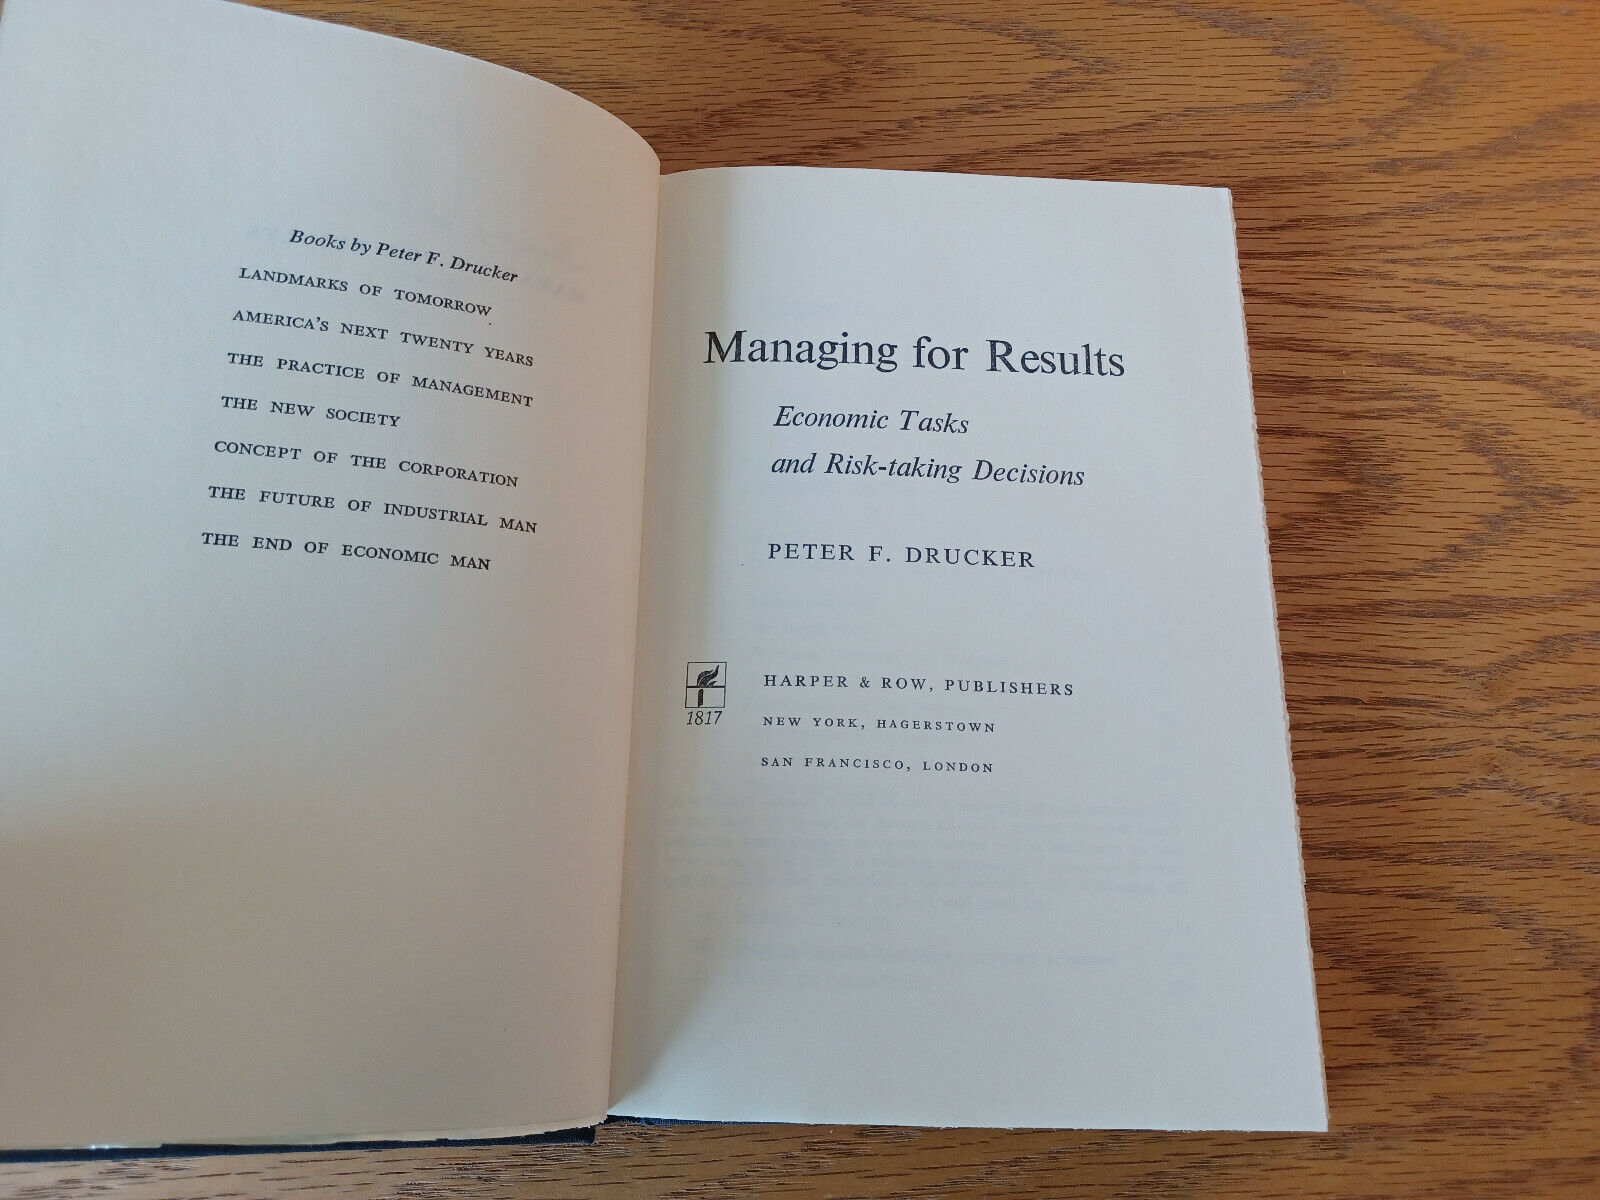 Books by Peter F. Drucker
LANDMARKS OF TOMORROW
AMERICA'S NEXT TWENTY YEARS
THE PRACTICE OF MANAGEMENT
THE NEW SOCIETY
CONCEPT OF THE CORPORATION
THE FUTURE OF INDUSTRIAL MAN
THE END OF ECONOMIC MAN
Managing for Results
Economic Tasks
and Risk-taking Decisions
PETER F. DRUCKER
1817
HARPER & ROW, PUBLISHERS
NEW YORK, HAGERSTOWN
SAN FRANCISCO, LONDON